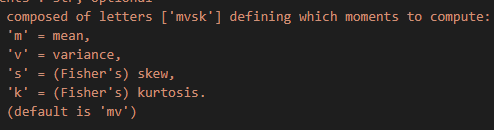 composed of letters ['mvsk'] defining which moments to compute:
'm' = mean,
'v' = variance,
's' = (Fisher's) skew,
'k' = (Fisher's) kurtosis.
(default is 'mv')